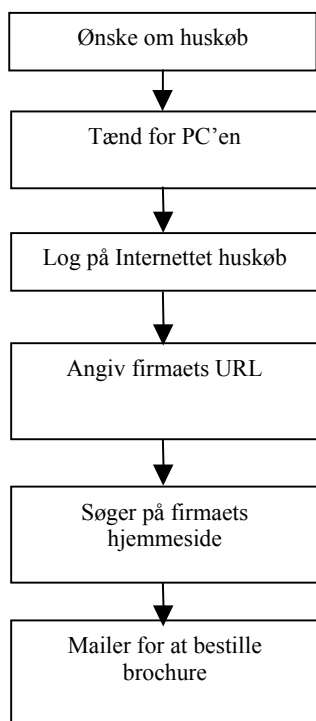 Ønske om huskøb
Tænd for PC’en
Log på Internettet huskøb
Angiv firmaets URL
Søger på firmaets
hjemmeside
Mailer for at bestille
brochure